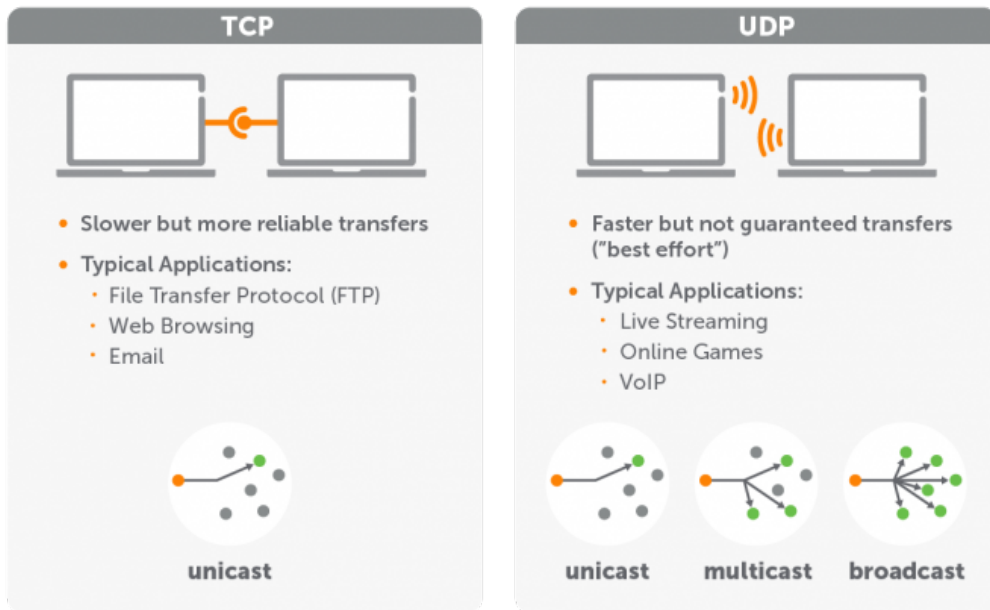 TCP
Slower but more reliable transfers
Typical Applications:
File Transfer Protocol (FTP)
Web Browsing
Email
unicast
UDP
Faster but not guaranteed transfers
("best effort")
Typical Applications:
Live Streaming
Online Games
VoIP
unicast multicast broadcast